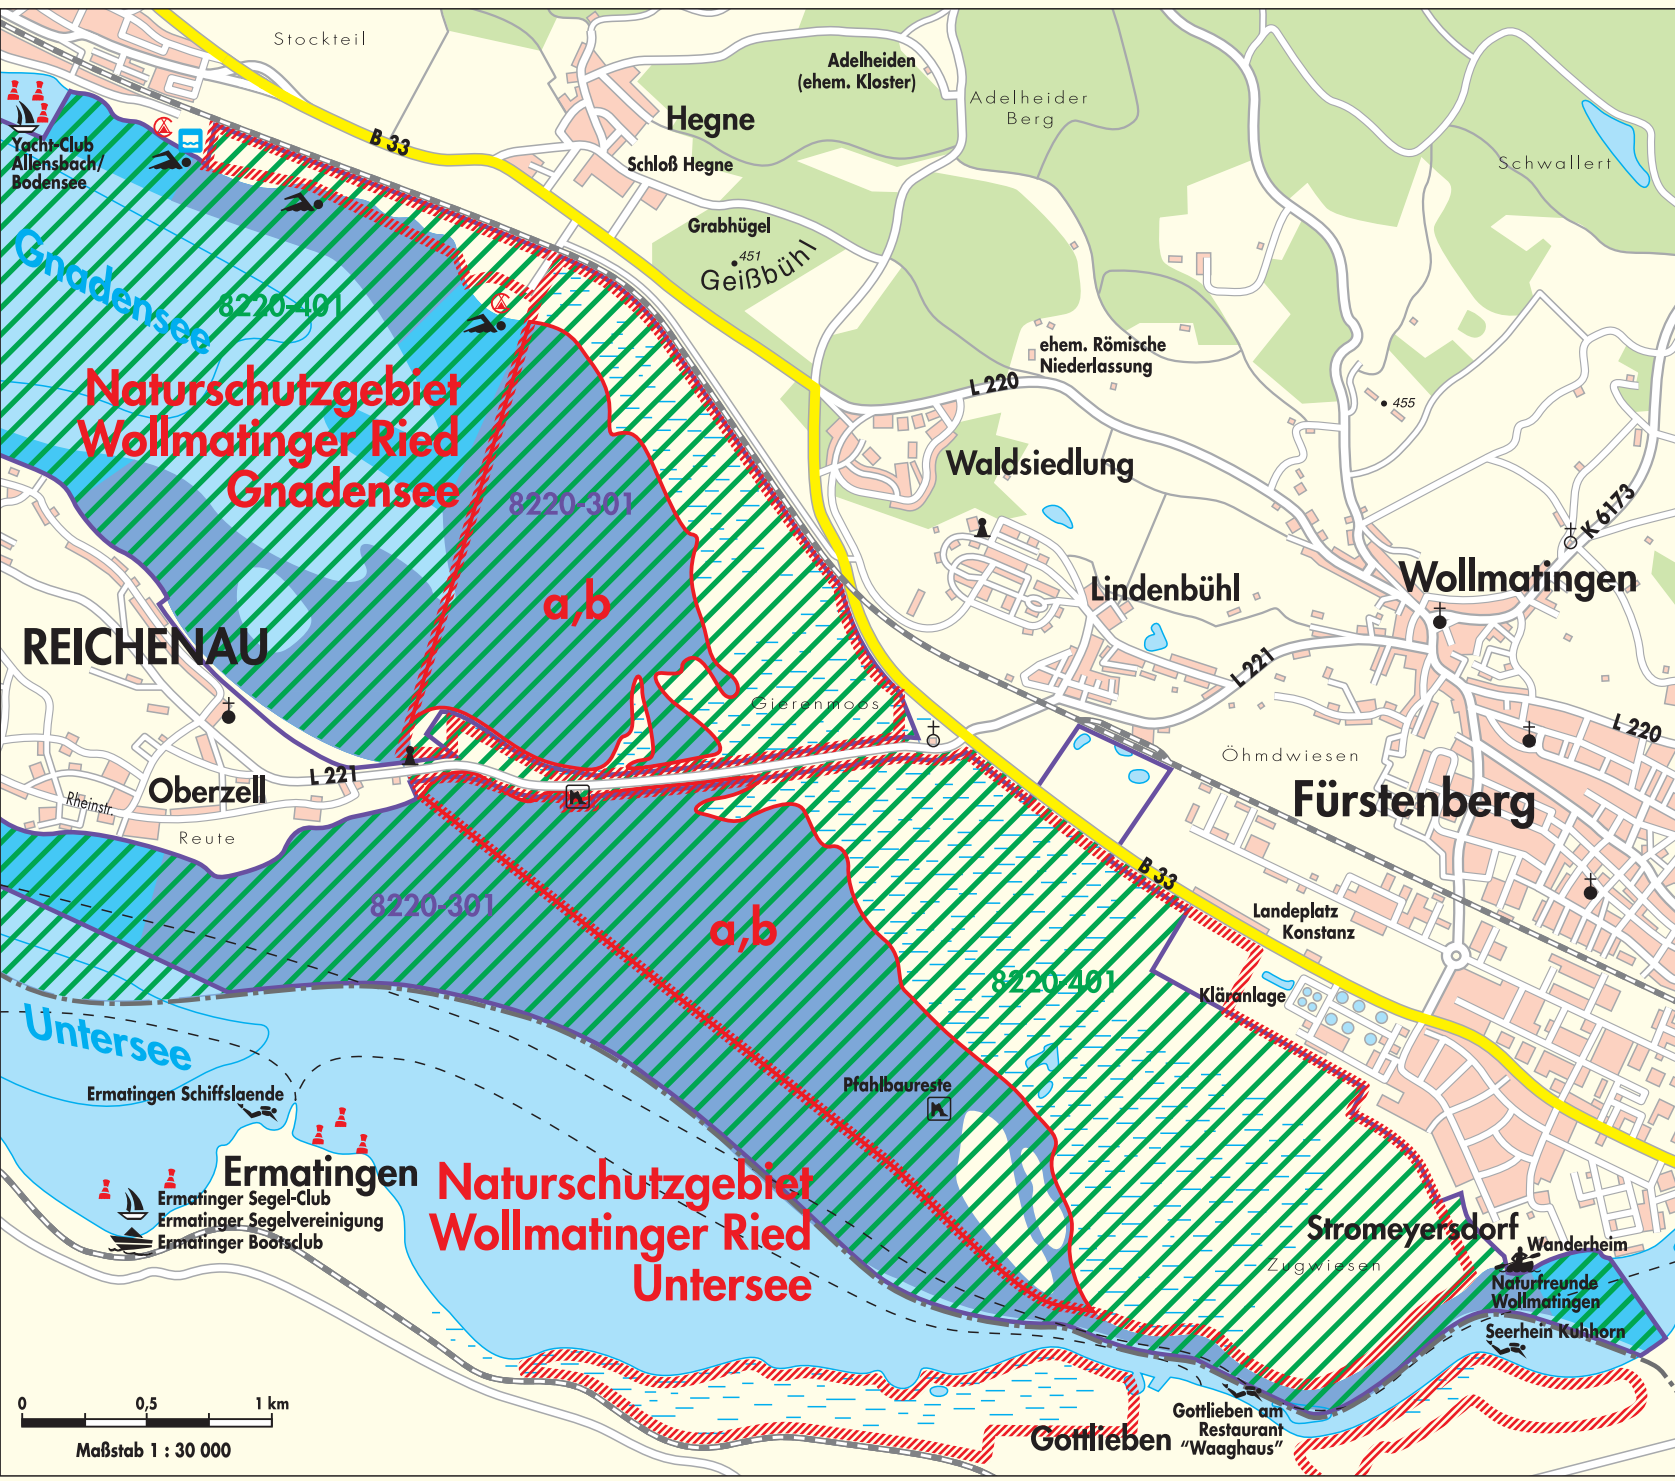 Stockteil
Adelheiden
(ehem. Kloster)
Adelheider
Berg
Hegne
B 33
Schwallert
Yacht-Club
Allensbach/
Bodensee
Schloß Hegne
Grabhügel
451
Geißbühl
Gnadensee
8220-401
ehem. Römische
Niederlassung
L 220
455
Naturschutzgebiet
Wollmatinger Ried
Gnadensee
Waldsiedlung
8220-301
K 6173
Wollmatingen
Lindenbühl
a,b
REICHENAU
L 221
Gierenmoos
L 220
Öhmdwiesen
L 221
Oberzell
Rheinstr.
Fürstenberg
Reute
B 33
8220-301
a,b
Landeplatz
Konstanz
8220-401
Kläranlage
Untersee
Pfahlbaureste
Ermatingen Schiffslaende
Ermatingen
Ermatinger Segel-Club
Ermatinger Segelvereinigung
Ermatinger Bootsclub
Naturschutzgebiet
Wollmatinger Ried
Untersee
Stromeyersdorf
Wanderheim
Zugwiesen
Naturfreunde
Wollmatingen
Seerhein Kuhhorn
0 0,5 1 km
Maßstab 1 : 30 000
Gottlieben
Gottlieben am
Restaurant
"Waaghaus"